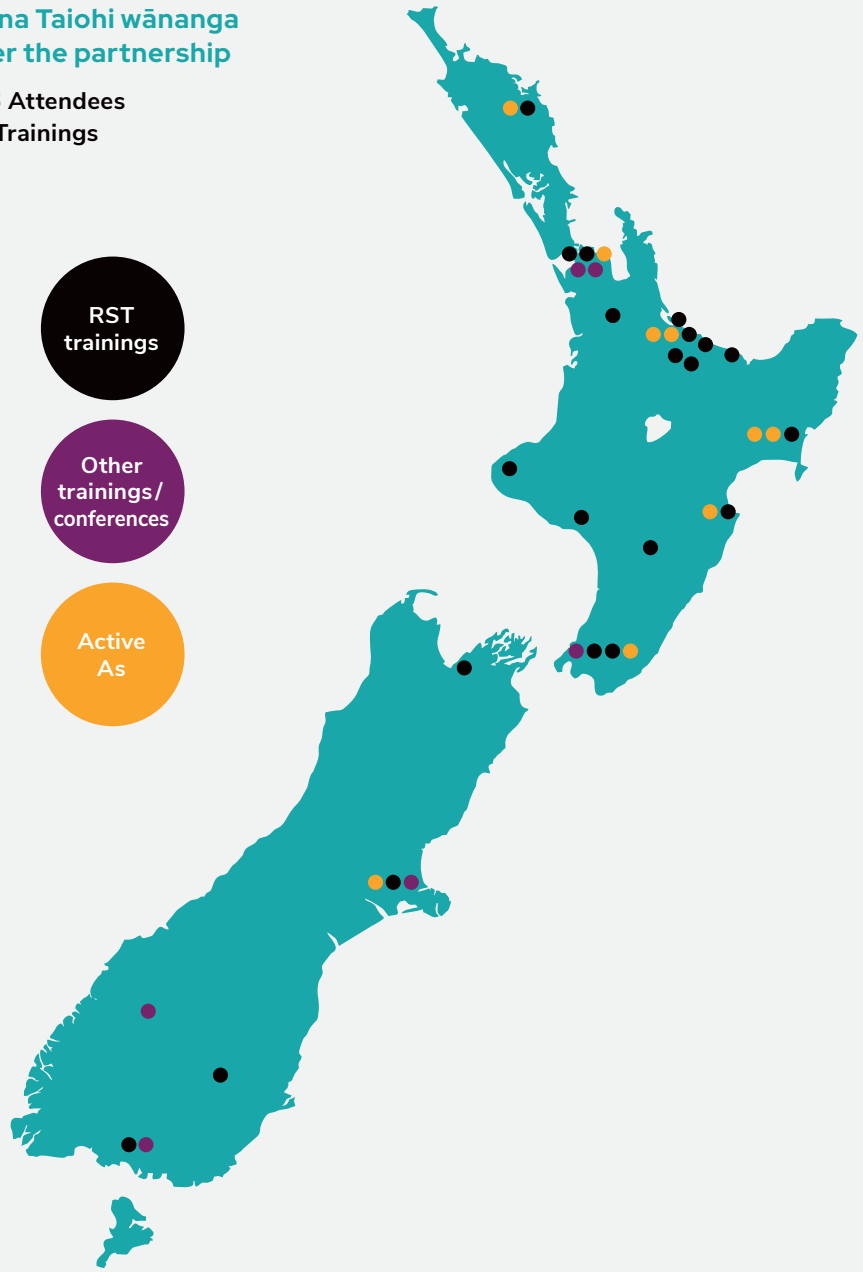 na Taiohi wānanga
er the partnership
Attendees
Trainings
RST
trainings
Other
trainings/
conferences
Active
As